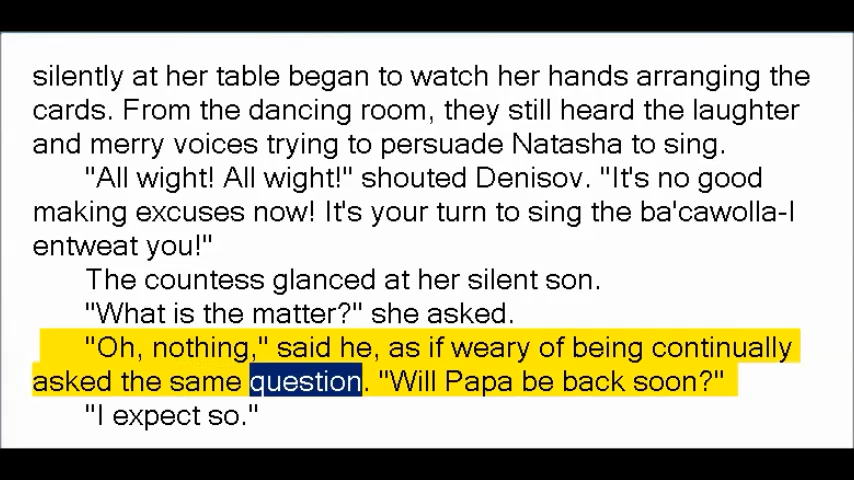 silently at her table began to watch her hands arranging the
cards. From the dancing room, they still heard the laughter
and merry voices trying to persuade Natasha to sing.
"All wight! All wight!" shouted Denisov. "It's no good
making excuses now! It's your turn to sing the ba'cawolla-I
entweat you!"
The countess glanced at her silent son.
"What is the matter?" she asked.
"Oh, nothing," said he, as if weary of being continually
asked the same question. "Will Papa be back soon?"
"I expect so."